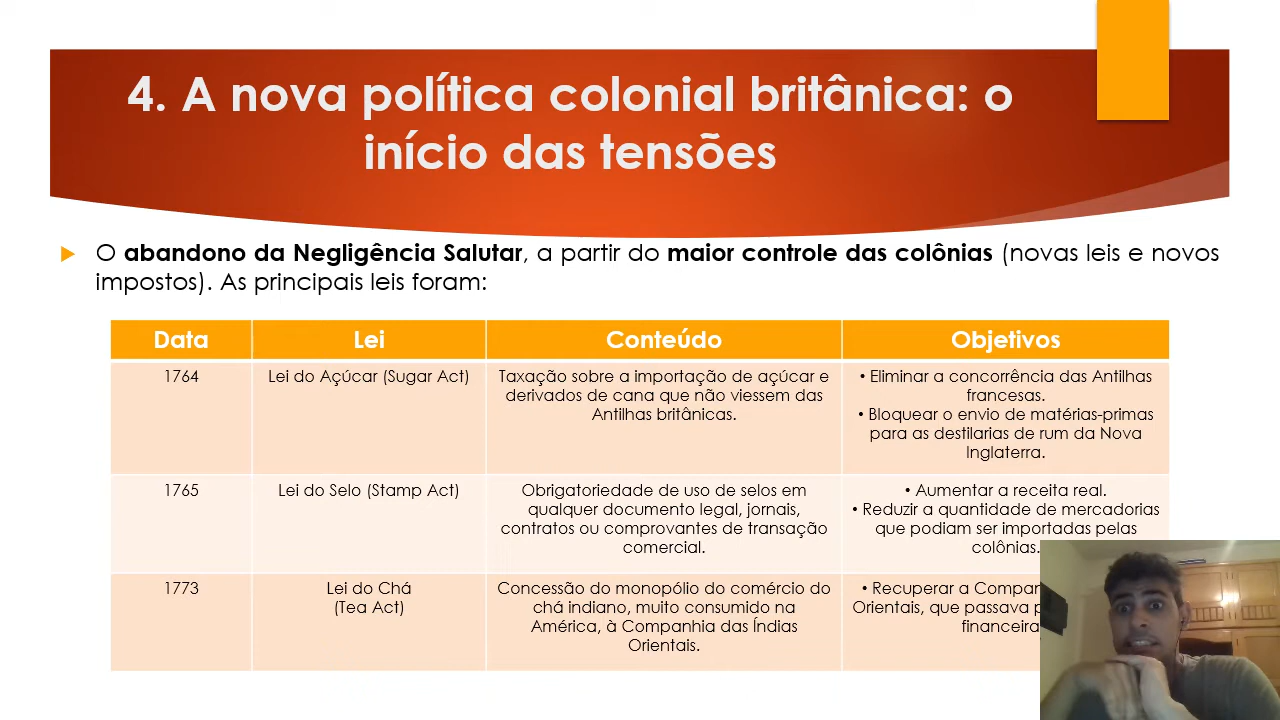 4. A nova política colonial britânica: o
início das tensões
O abandono da Negligência Salutar, a partir do maior controle das colônias (novas leis e novos
impostos). As principais leis foram:
Data Lei Conteúdo Objetivos
1764
Lei do Açúcar (Sugar Act)
Taxação sobre a importação de açúcar e
derivados de cana que não viessem das
Antilhas britânicas.
• Eliminar a concorrência das Antilhas
francesas.
• Bloquear o envio de matérias-primas
para as destilarias de rum da Nova
Inglaterra.
1765
Lei do Selo (Stamp Act)
Obrigatoriedade de uso de selos em
qualquer documento legal, jornais,
contratos ou comprovantes de transação
comercial.
• Aumentar a receita real.
• Reduzir a quantidade de mercadorias
que podiam ser importadas pelas
colônias.
1773
Lei do Chá
(Tea Act)
Concessão do monopólio do comércio do
chá indiano, muito consumido na
América, à Companhia das Índias
Orientais.
• Recuperar a
Orientais, que passava
financeira